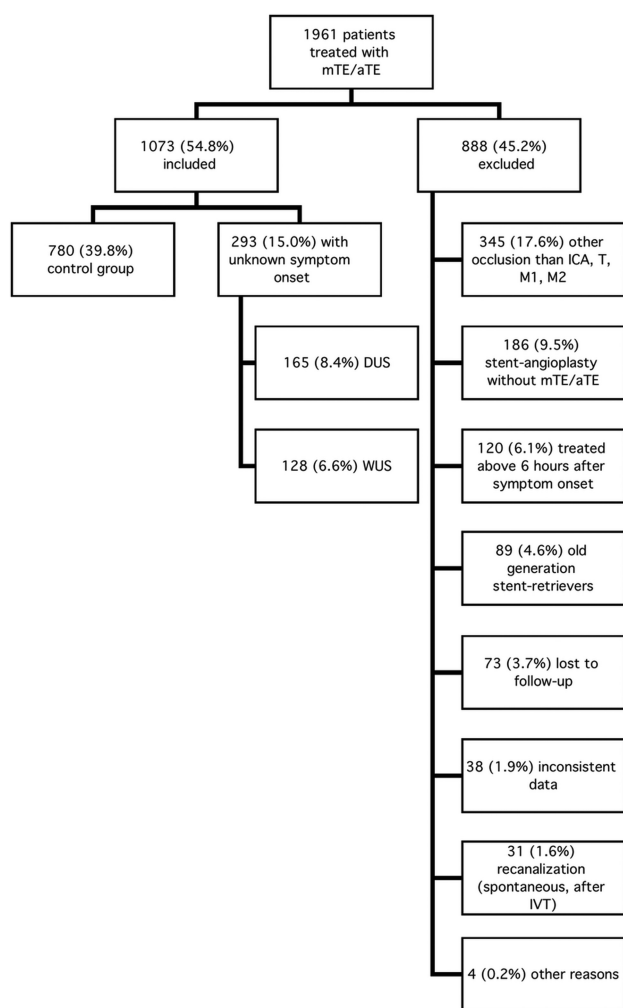 1961 patients
treated with
mTE/aTE
1073 (54.8%)
included
888 (45.2%)
excluded
780 (39.8%)
control group
293 (15.0%) with
unknown symptom
onset
165 (8.4%) DUS
128 (6.6%) WUS
345 (17.6%) other
occlusion than ICA, T,
M1, M2
186 (9.5%)
stent-angioplasty
without mTE/aTE
120 (6.1%) treated
above 6 hours after
symptom onset
89 (4.6%) old
generation
stent-retrievers
73 (3.7%) lost to
follow-up
38 (1.9%) inconsistent
data
31 (1.6%)
recanalization
(spontaneous, after
IVT)
4 (0.2%) other reasons